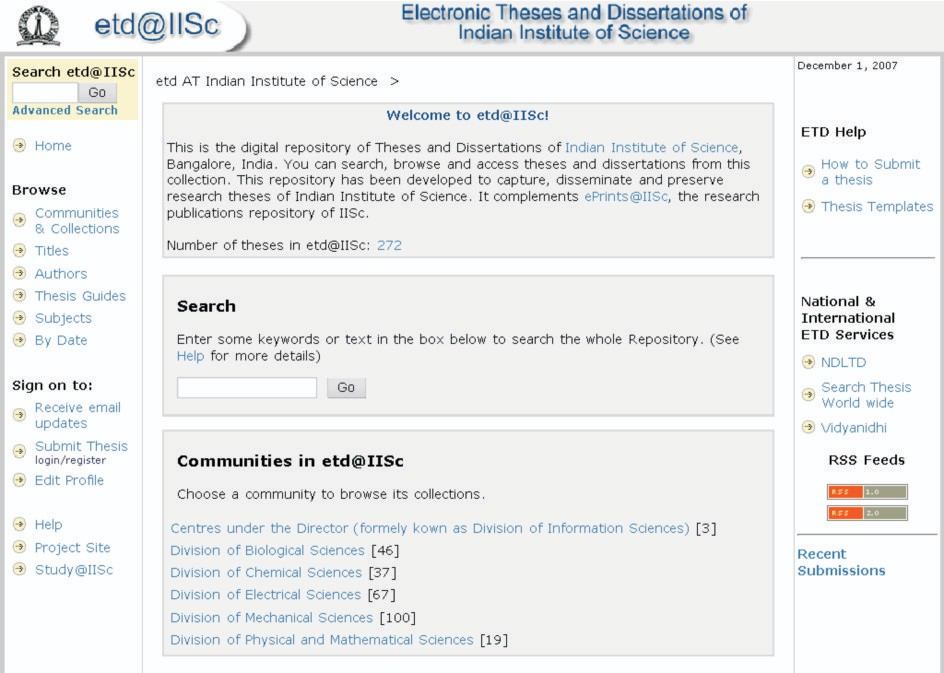 etd@IISc
Electronic Theses and Dissertations of
Indian Institute of Science
Search etd@IISc
Go
Advanced Search
Home
Browse
Communities
& Collections
Titles
Authors
Thesis Guides
Subjects
By Date
Sign on to:
Receive email
updates
Submit Thesis
login/register
Edit Profile
Help
Project Site
Study@IISc
etd AT Indian Institute of Science >
Welcome to etd@IISc!
This is the digital repository of Theses and Dissertations of Indian Institute of Science,
Bangalore, India. You can search, browse and access theses and dissertations from this
collection. This repository has been developed to capture, disseminate and preserve
research theses of Indian Institute of Science. It complements ePrints@IISc, the research
publications repository of IISc.
Number of theses in etd@IISc: 272
Search
Enter some keywords or text in the box below to search the whole Repository. (See
Help for more details)
Go
Communities in etd@IISc
Choose a community to browse its collections.
Centres under the Director (formely kown as Division of Information Sciences) [3]
Division of Biological Sciences [46]
Division of Chemical Sciences [37]
Division of Electrical Sciences [67]
Division of Mechanical Sciences [100]
Division of Physical and Mathematical Sciences [19]
December 1, 2007
ETD Help
How to Submit
a thesis
Thesis Templates
National &
International
ETD Services
NDLTD
Search Thesis
World wide
Vidyanidhi
RSS Feeds
RSS 1.0
RSS 2.0
Recent
Submissions